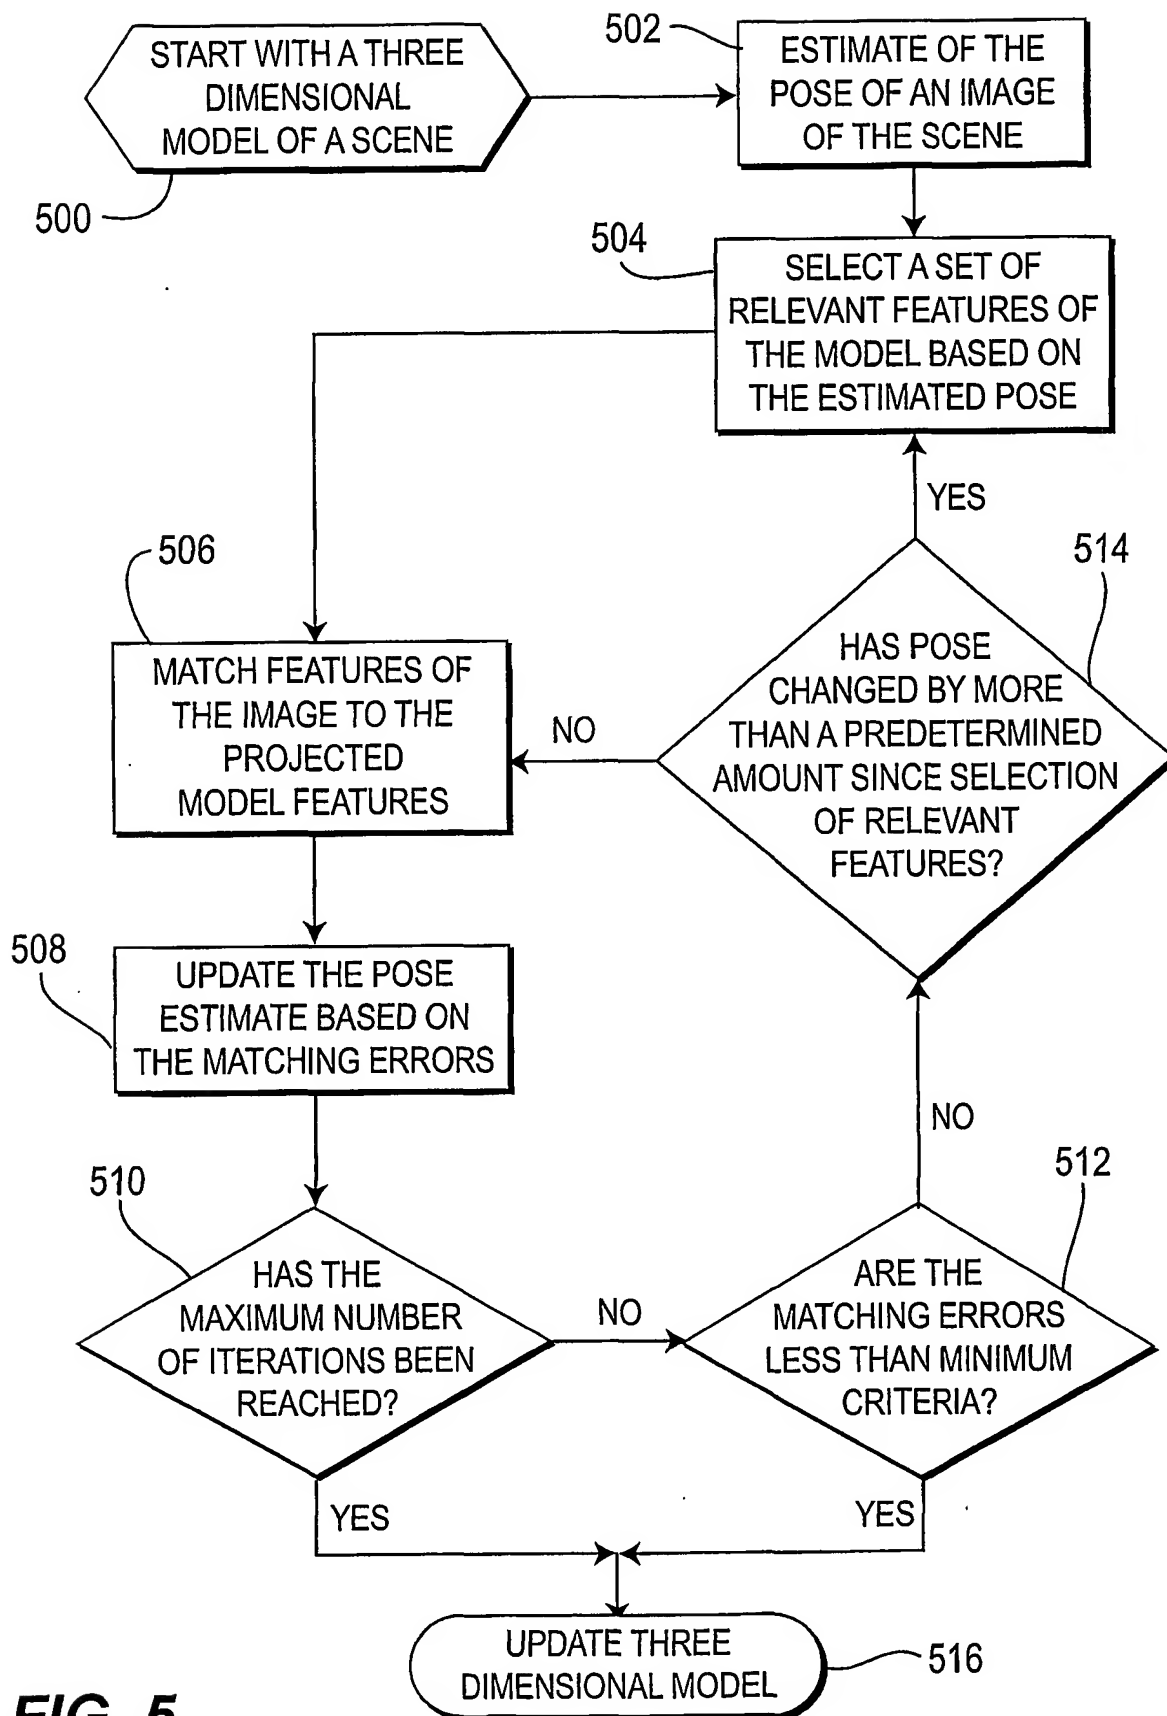 START WITH A THREE
DIMENSIONAL
MODEL OF A SCENE
500
502
ESTIMATE OF THE
POSE OF AN IMAGE
OF THE SCENE
504
SELECT A SET OF
RELEVANT FEATURES OF
THE MODEL BASED ON
THE ESTIMATED POSE
YES
506
MATCH FEATURES OF
THE IMAGE TO THE
PROJECTED
MODEL FEATURES
NO
514
HAS POSE
CHANGED BY MORE
THAN A PREDETERMINED
AMOUNT SINCE SELECTION
OF RELEVANT
FEATURES?
508
UPDATE THE POSE
ESTIMATE BASED ON
THE MATCHING ERRORS
NO
510
HAS THE
MAXIMUM NUMBER
OF ITERATIONS BEEN
REACHED?
NO
512
ARE THE
MATCHING ERRORS
LESS THAN MINIMUM
CRITERIA?
YES
YES
UPDATE THREE
DIMENSIONAL MODEL
516
FIG. 5